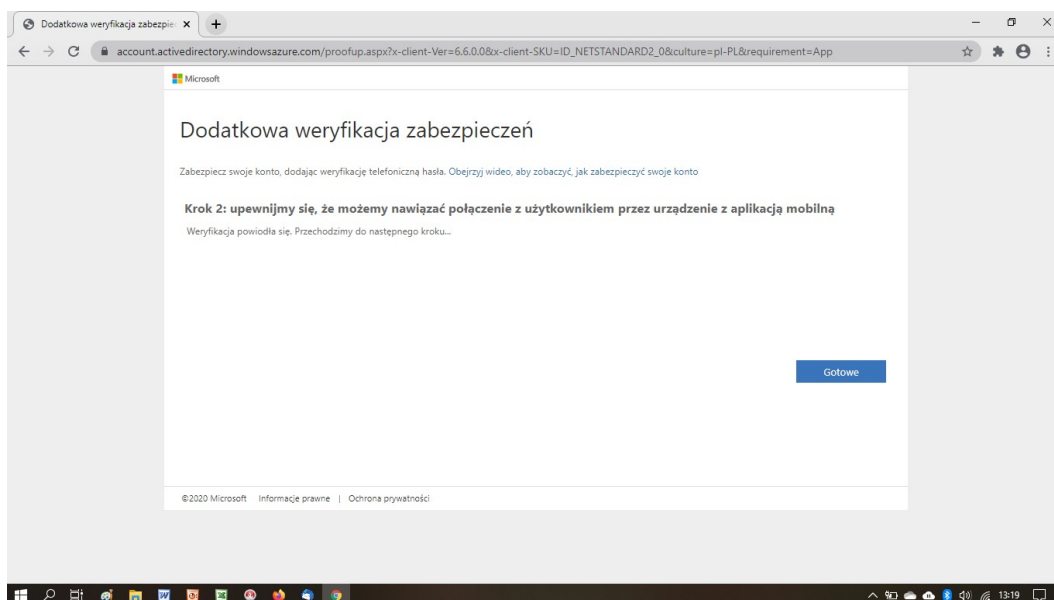 Dodatkowa weryfikacja zabezpie
account.activedirectory.windowsazure.com/proofup.aspx?x-client-Ver=6.6.0.0&x-client-SKU=ID_NETSTANDARD2_0&culture=pl-PL&requirement=App
Microsoft
Dodatkowa weryfikacja zabezpieczeń
Zabezpiecz swoje konto, dodając weryfikację telefoniczną hasła. Obejrzyj wideo, aby zobaczyć, jak zabezpieczyć swoje konto
Krok 2: upewnijmy się, że możemy nawiązać połączenie z użytkownikiem przez urządzenie z aplikacją mobilną
Weryfikacja powiodła się. Przechodzimy do następnego kroku...
Gotowe
©2020 Microsoft Informacje prawne | Ochrona prywatności
13:19